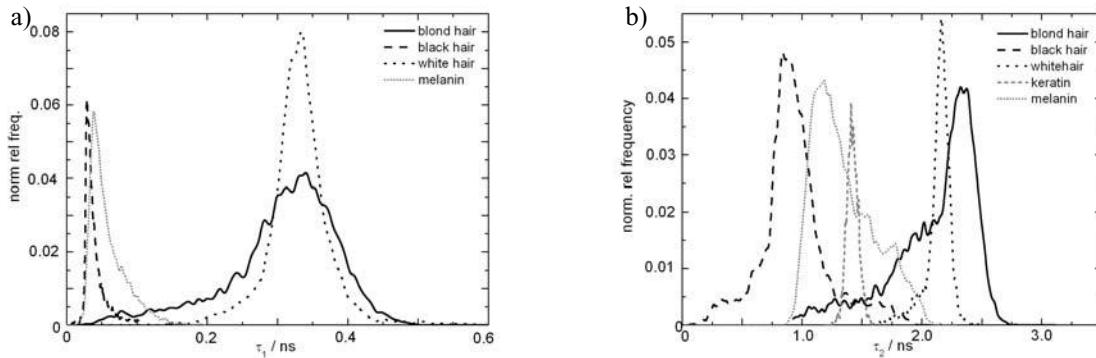 a)
norm rel freq.
0.08
0.06
0.04
0.02
0
0.0
0.2
0.4
0.6
τ1 / ns
blond hair
black hair
white hair
melanin
b)
norm. rel frequency
0.05
0.04
0.03
0.02
0.01
0
0
1.0
2.0
3.0
τ2 / ns
blond hair
black hair
whitehair
keratin
melanin